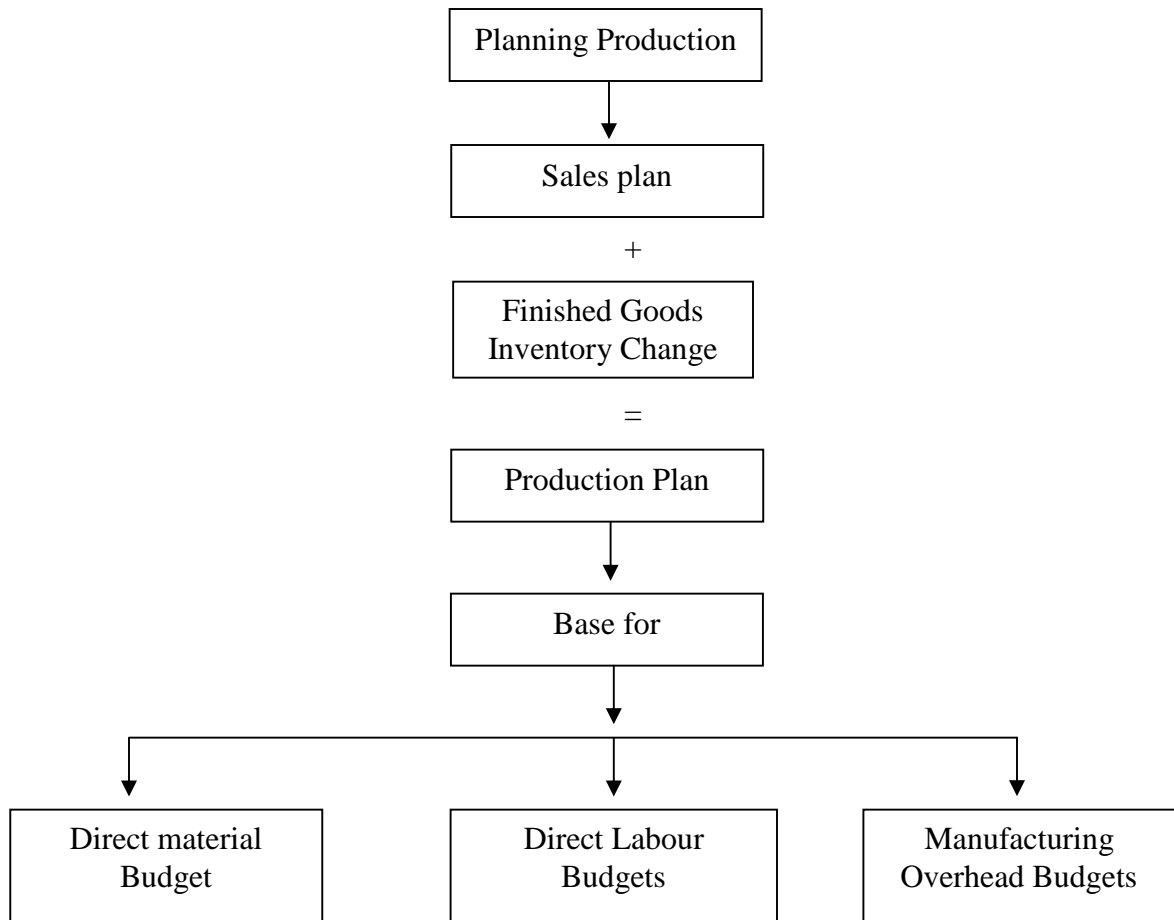 Planning Production
Sales plan
+
Finished Goods
Inventory Change
=
Production Plan
Base for
Direct material
Budget
Direct Labour
Budgets
Manufacturing
Overhead Budgets